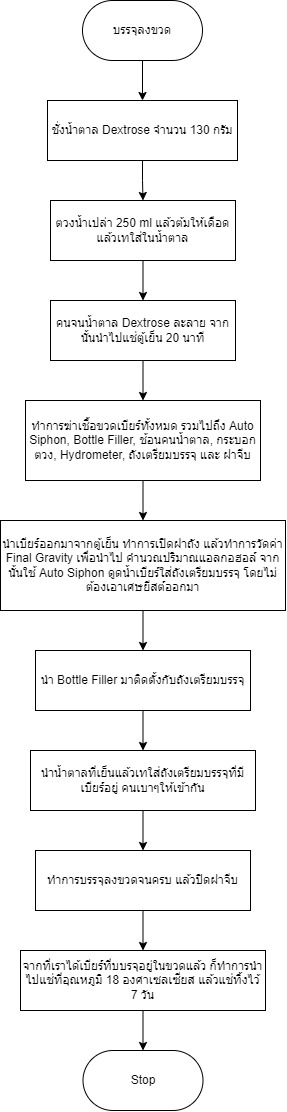 บรรจุลงขวด
ชั่งน้ำตาล Dextrose จำนวน 130 กรัม
ตวงน้ำเปล่า 250 ml แล้วต้มให้เดือด
แล้วเทใส่ในน้ำตาล
คนจนน้ำตาล Dextrose ละลาย จาก
นั้นนำไปแช่ตู้เย็น 20 นาที
ทำการฆ่าเชื้อขวดเบียร์ทั้งหมด รวมไปถึง Auto
Siphon, Bottle Filler, ช้อนคนน้ำตาล, กระบอก
ตวง, Hydrometer, ถังเตรียมบรรจุ และ ฝาจีบ
นำเบียร์ออกมาจากตู้เย็น ทำการเปิดฝาถัง แล้วทำการวัดค่า
Final Gravity เพื่อนำไป คำนวณปริมาณแอลกอฮอล์ จาก
นั้นใช้ Auto Siphon ดูดน้ำเบียร์ใส่ถังเตรียมบรรจุ โดยไม่
ต้องเอาเศษยีสต์ออกมา
นำ Bottle Filler มาติดตั้งกับถังเตรียมบรรจุ
นำน้ำตาลที่เย็นแล้วเทใส่ถังเตรียมบรรจุที่มี
เบียร์อยู่ คนเบาๆให้เข้ากัน
ทำการบรรจุลงขวดจนครบ แล้วปิดฝาจีบ
จากที่เราได้เบียร์ที่บบรจุอยู่ในขวดแล้ว ก็ทำการนำ
ไปแช่ที่อุณหภูมิ 18 องศาเซลเซียส แล้วแช่ทิ้งไว้
7 วัน
Stop